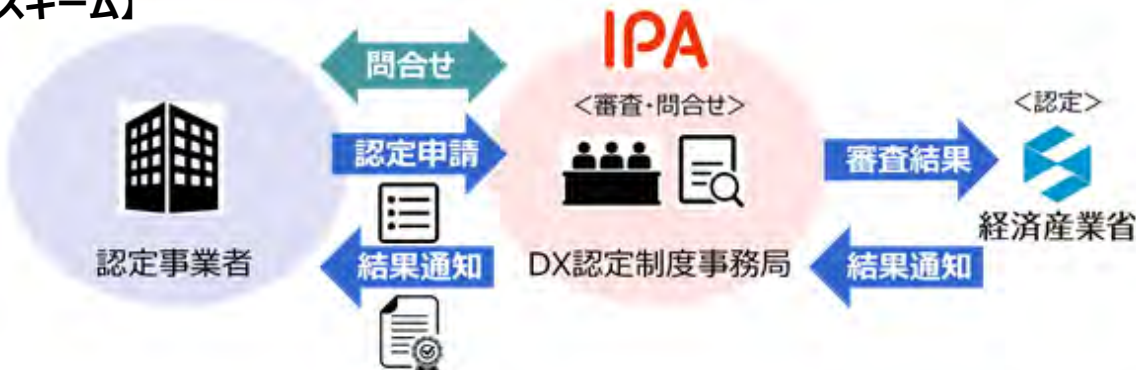 スキーム】
問合せ
認定申請
結果通知
認定事業者
IPA
<審査・問合せ>
DX認定制度事務局
審査結果
結果通知
<認定>
経済産業省